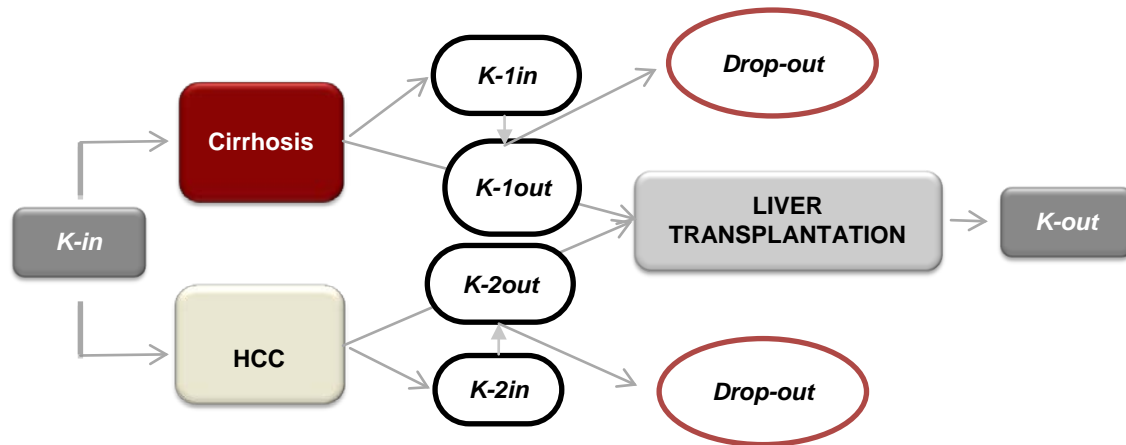 K-1in
Drop-out
Cirrhosis
K-1out
LIVER
TRANSPLANTATION
K-in
K-out
K-2out
HCC
K-2in
Drop-out